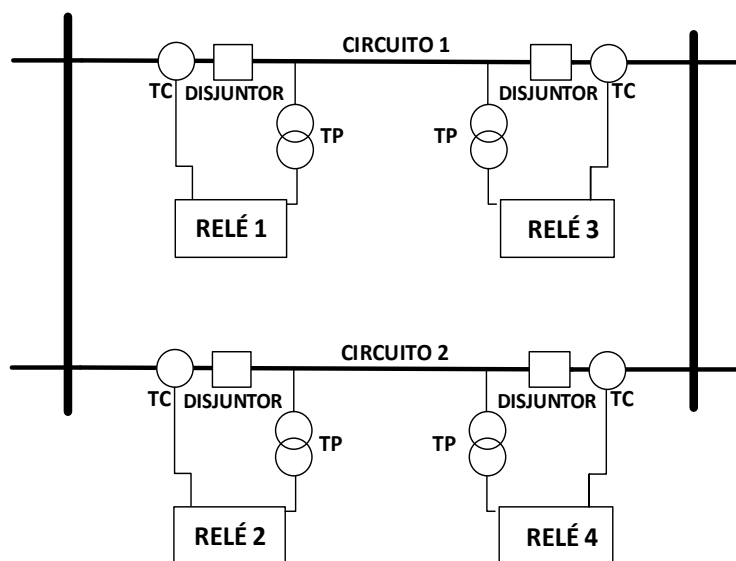 CIRCUITO 1
TC
DISJUNTOR
DISJUNTOR
TC
TP
TP
RELÉ 1
RELÉ 3
CIRCUITO 2
TC
DISJUNTOR
DISJUNTOR
TC
TP
TP
RELÉ 2
RELÉ 4